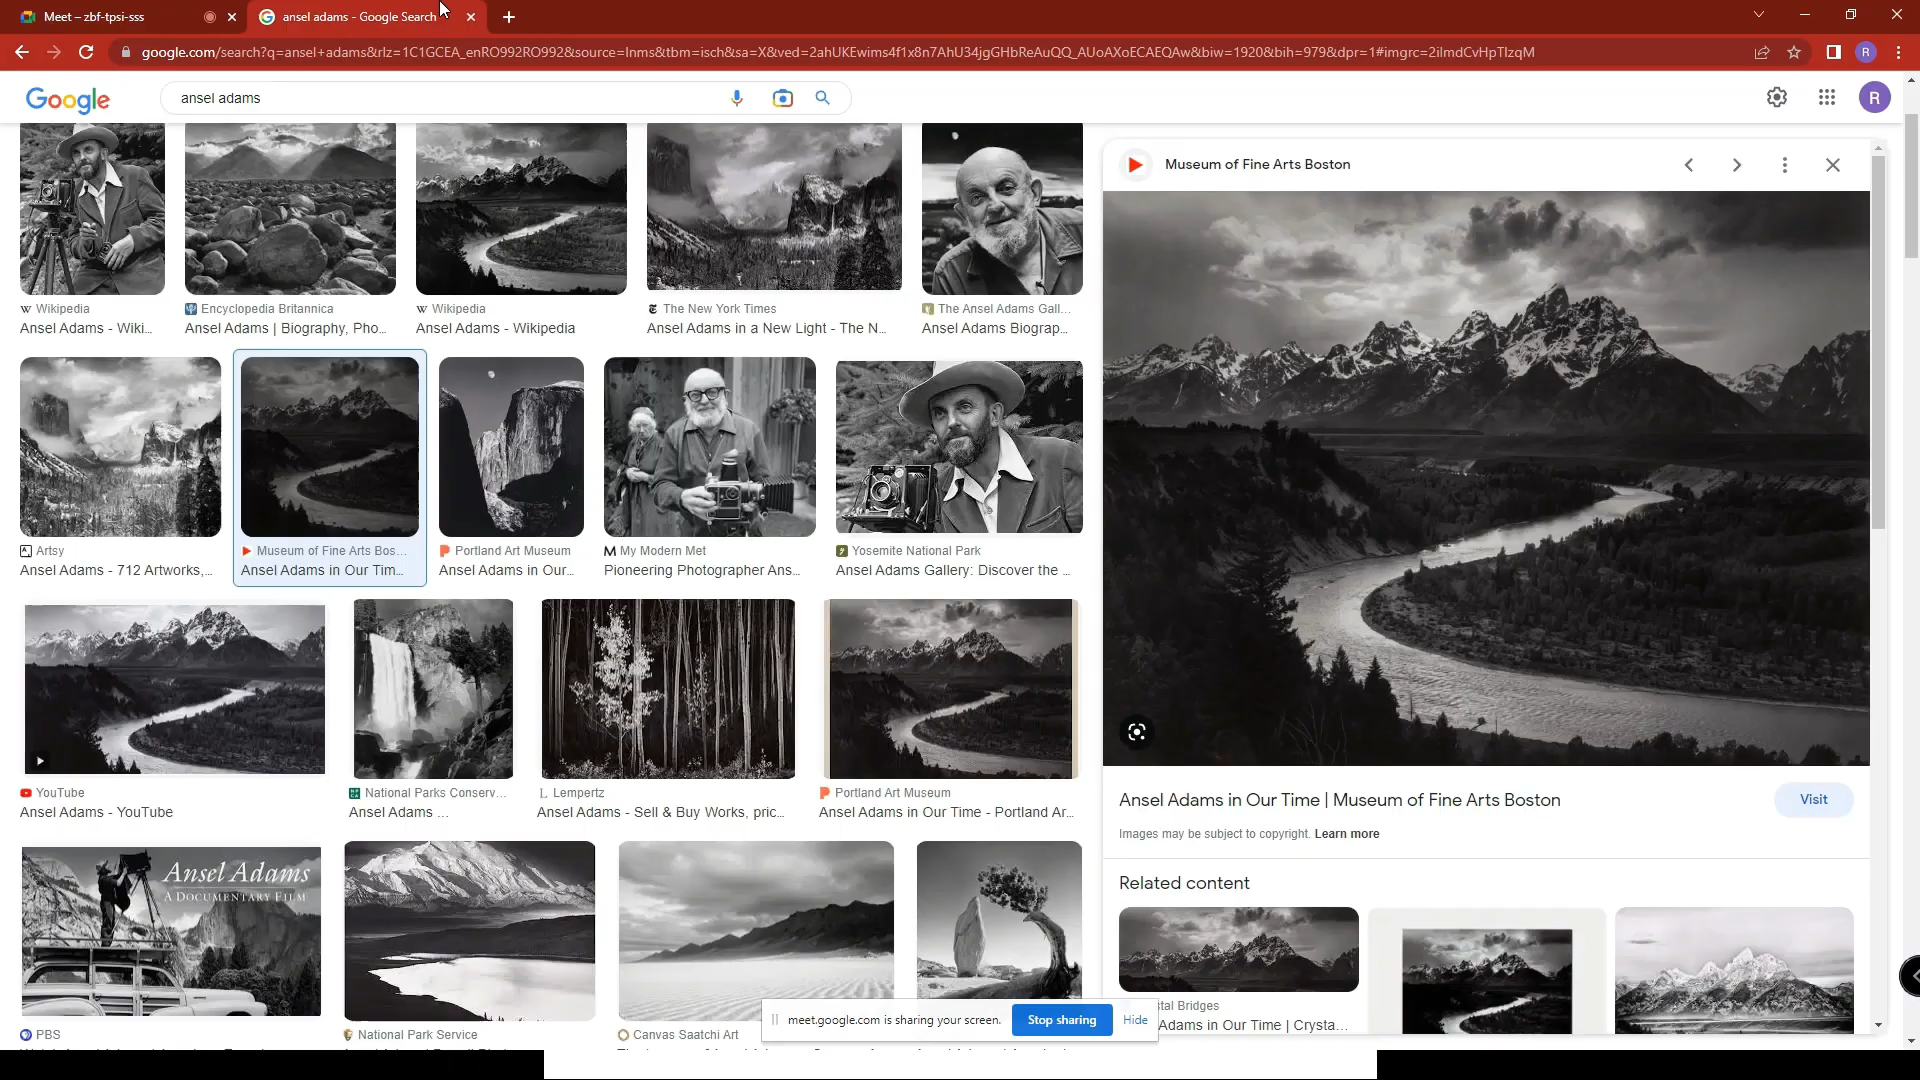 Meet – zbf-tpsi-sss
ansel adams - Google Search
google.com/search?q=ansel+adams&rlz=1C1GCEA_enRO992RO992&source=lnms&tbm=isch&sa=X&ved=2ahUKEwims4f1x8n7AhU34jgGHbReAuQQ_AUoAXoECAEQAw&biw=1920&bih=979&dpr=1#imgrc=2ilmdCvHpTIzqM
R
Google
ansel adams
R
Museum of Fine Arts Boston
Wikipedia
Encyclopedia Britannica
Wikipedia
The New York Times
The Ansel Adams Gall...
Ansel Adams - Wiki...
Ansel Adams | Biography, Pho...
Ansel Adams - Wikipedia
Ansel Adams in a New Light - The N...
Ansel Adams Biograp...
Artsy
Museum of Fine Arts Bos...
Portland Art Museum
My Modern Met
Yosemite National Park
Ansel Adams - 712 Artworks,...
Ansel Adams in Our Tim...
Ansel Adams in Our...
Pioneering Photographer Ans...
Ansel Adams Gallery: Discover the ...
YouTube
National Parks Conserv...
Lempertz
Portland Art Museum
Ansel Adams - YouTube
Ansel Adams ...
Ansel Adams - Sell & Buy Works, pric...
Ansel Adams in Our Time - Portland Ar...
Ansel Adams in Our Time | Museum of Fine Arts Boston
Visit
Images may be subject to copyright. Learn more
Related content
Ansel Adams
A DOCUMENTARY FILM
PBS
National Park Service
Canvas Saatchi Art
meet.google.com is sharing your screen.
Stop sharing
Hide
stal Bridges
Adams in Our Time | Crysta...